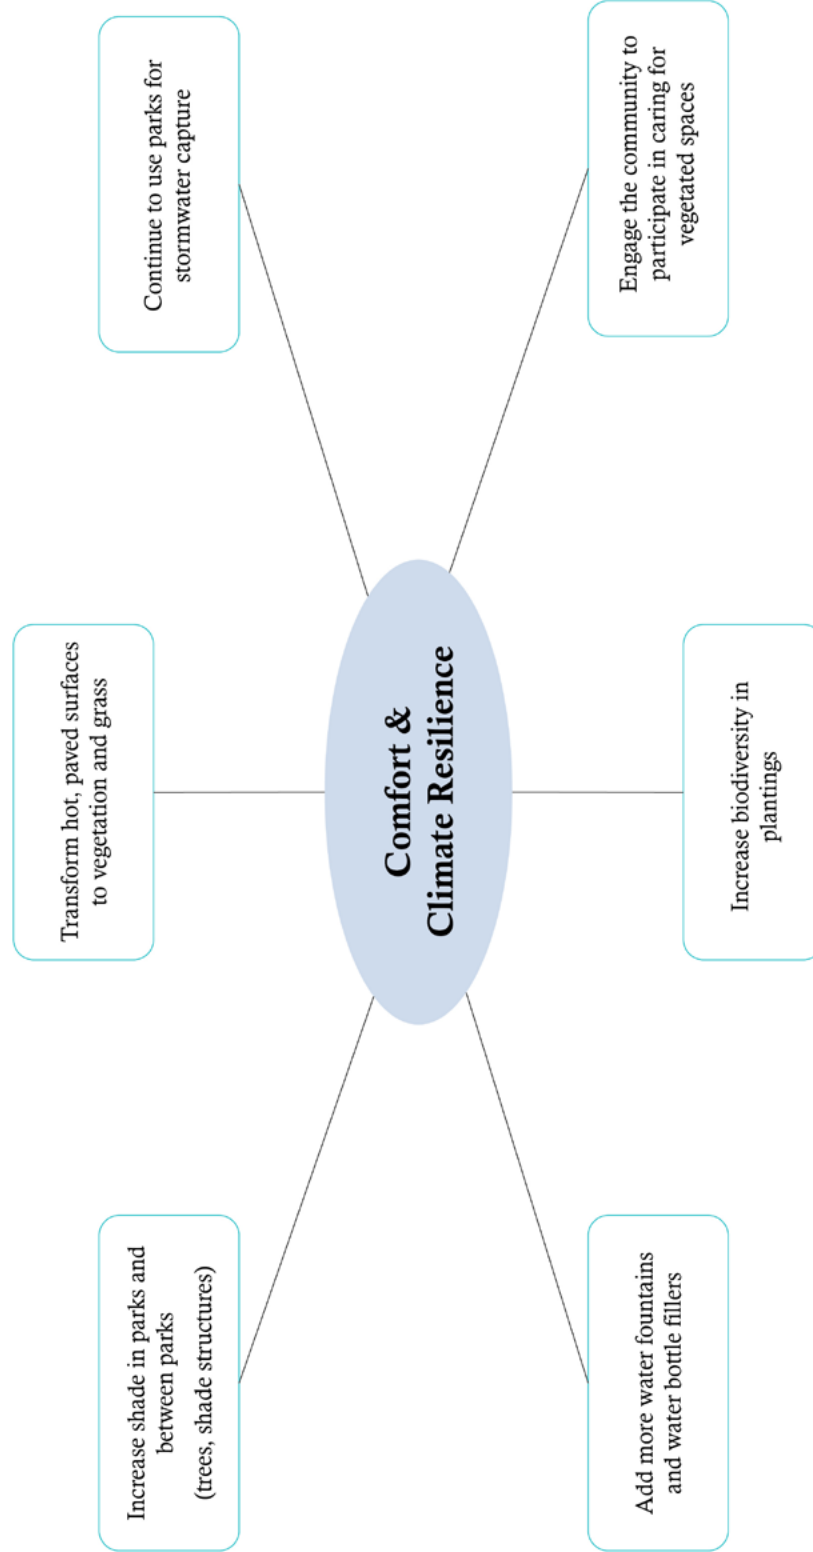 Increase shade in parks and
between parks
(trees, shade structures)
Transform hot, paved surfaces
to vegetation and grass
Continue to use parks for
stormwater capture
Comfort &
Climate Resilience
Add more water fountains
and water bottle fillers
Increase biodiversity in
plantings
Engage the community to
participate in caring for
vegetated spaces